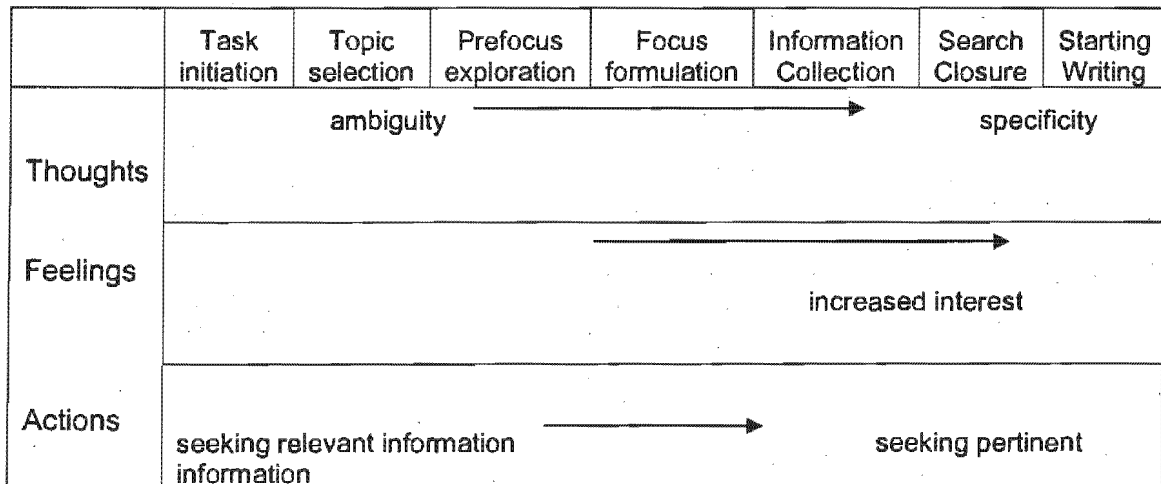 Task Topic Prefocus Focus Information Search Starting
initiation selection exploration formulation Collection Closure Writing
ambiguity specificity
Thoughts
Feelings
increased interest
Actions
seeking relevant information seeking pertinent
information